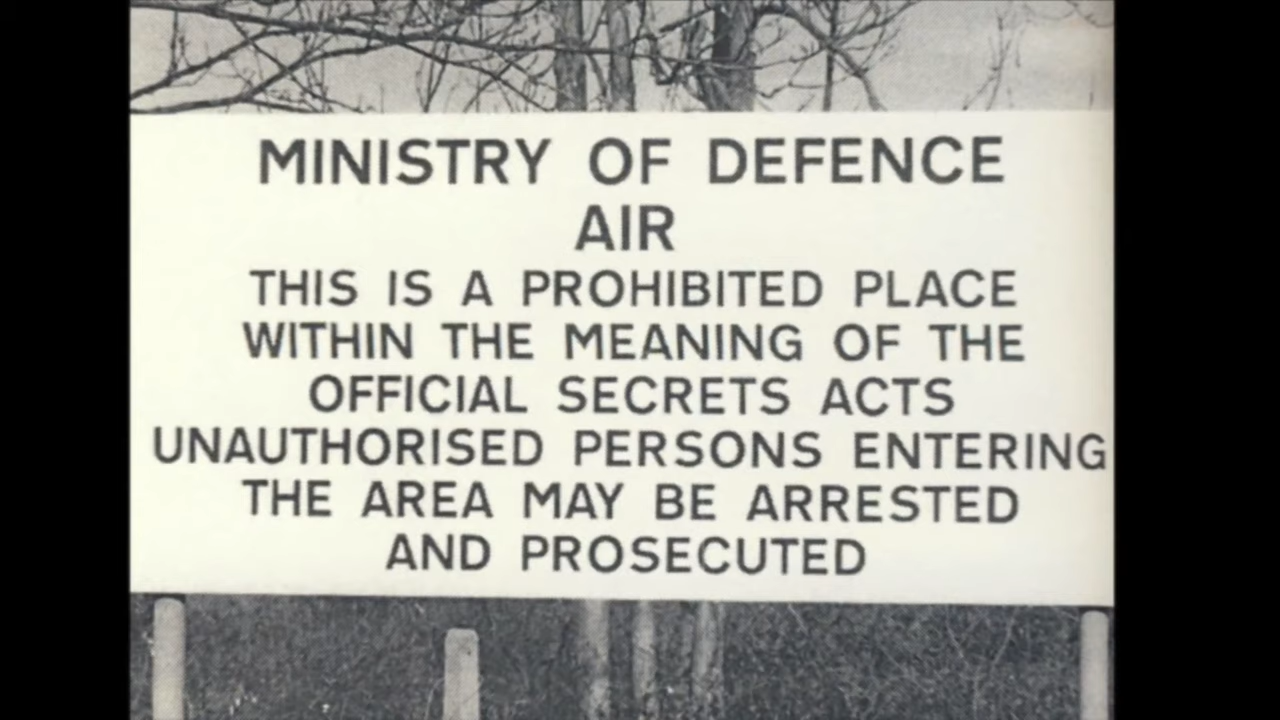 MINISTRY OF DEFENCE
AIR
THIS IS A PROHIBITED PLACE
WITHIN THE MEANING OF THE
OFFICIAL SECRETS ACTS
UNAUTHORISED PERSONS ENTERING
THE AREA MAY BE ARRESTED
AND PROSECUTED